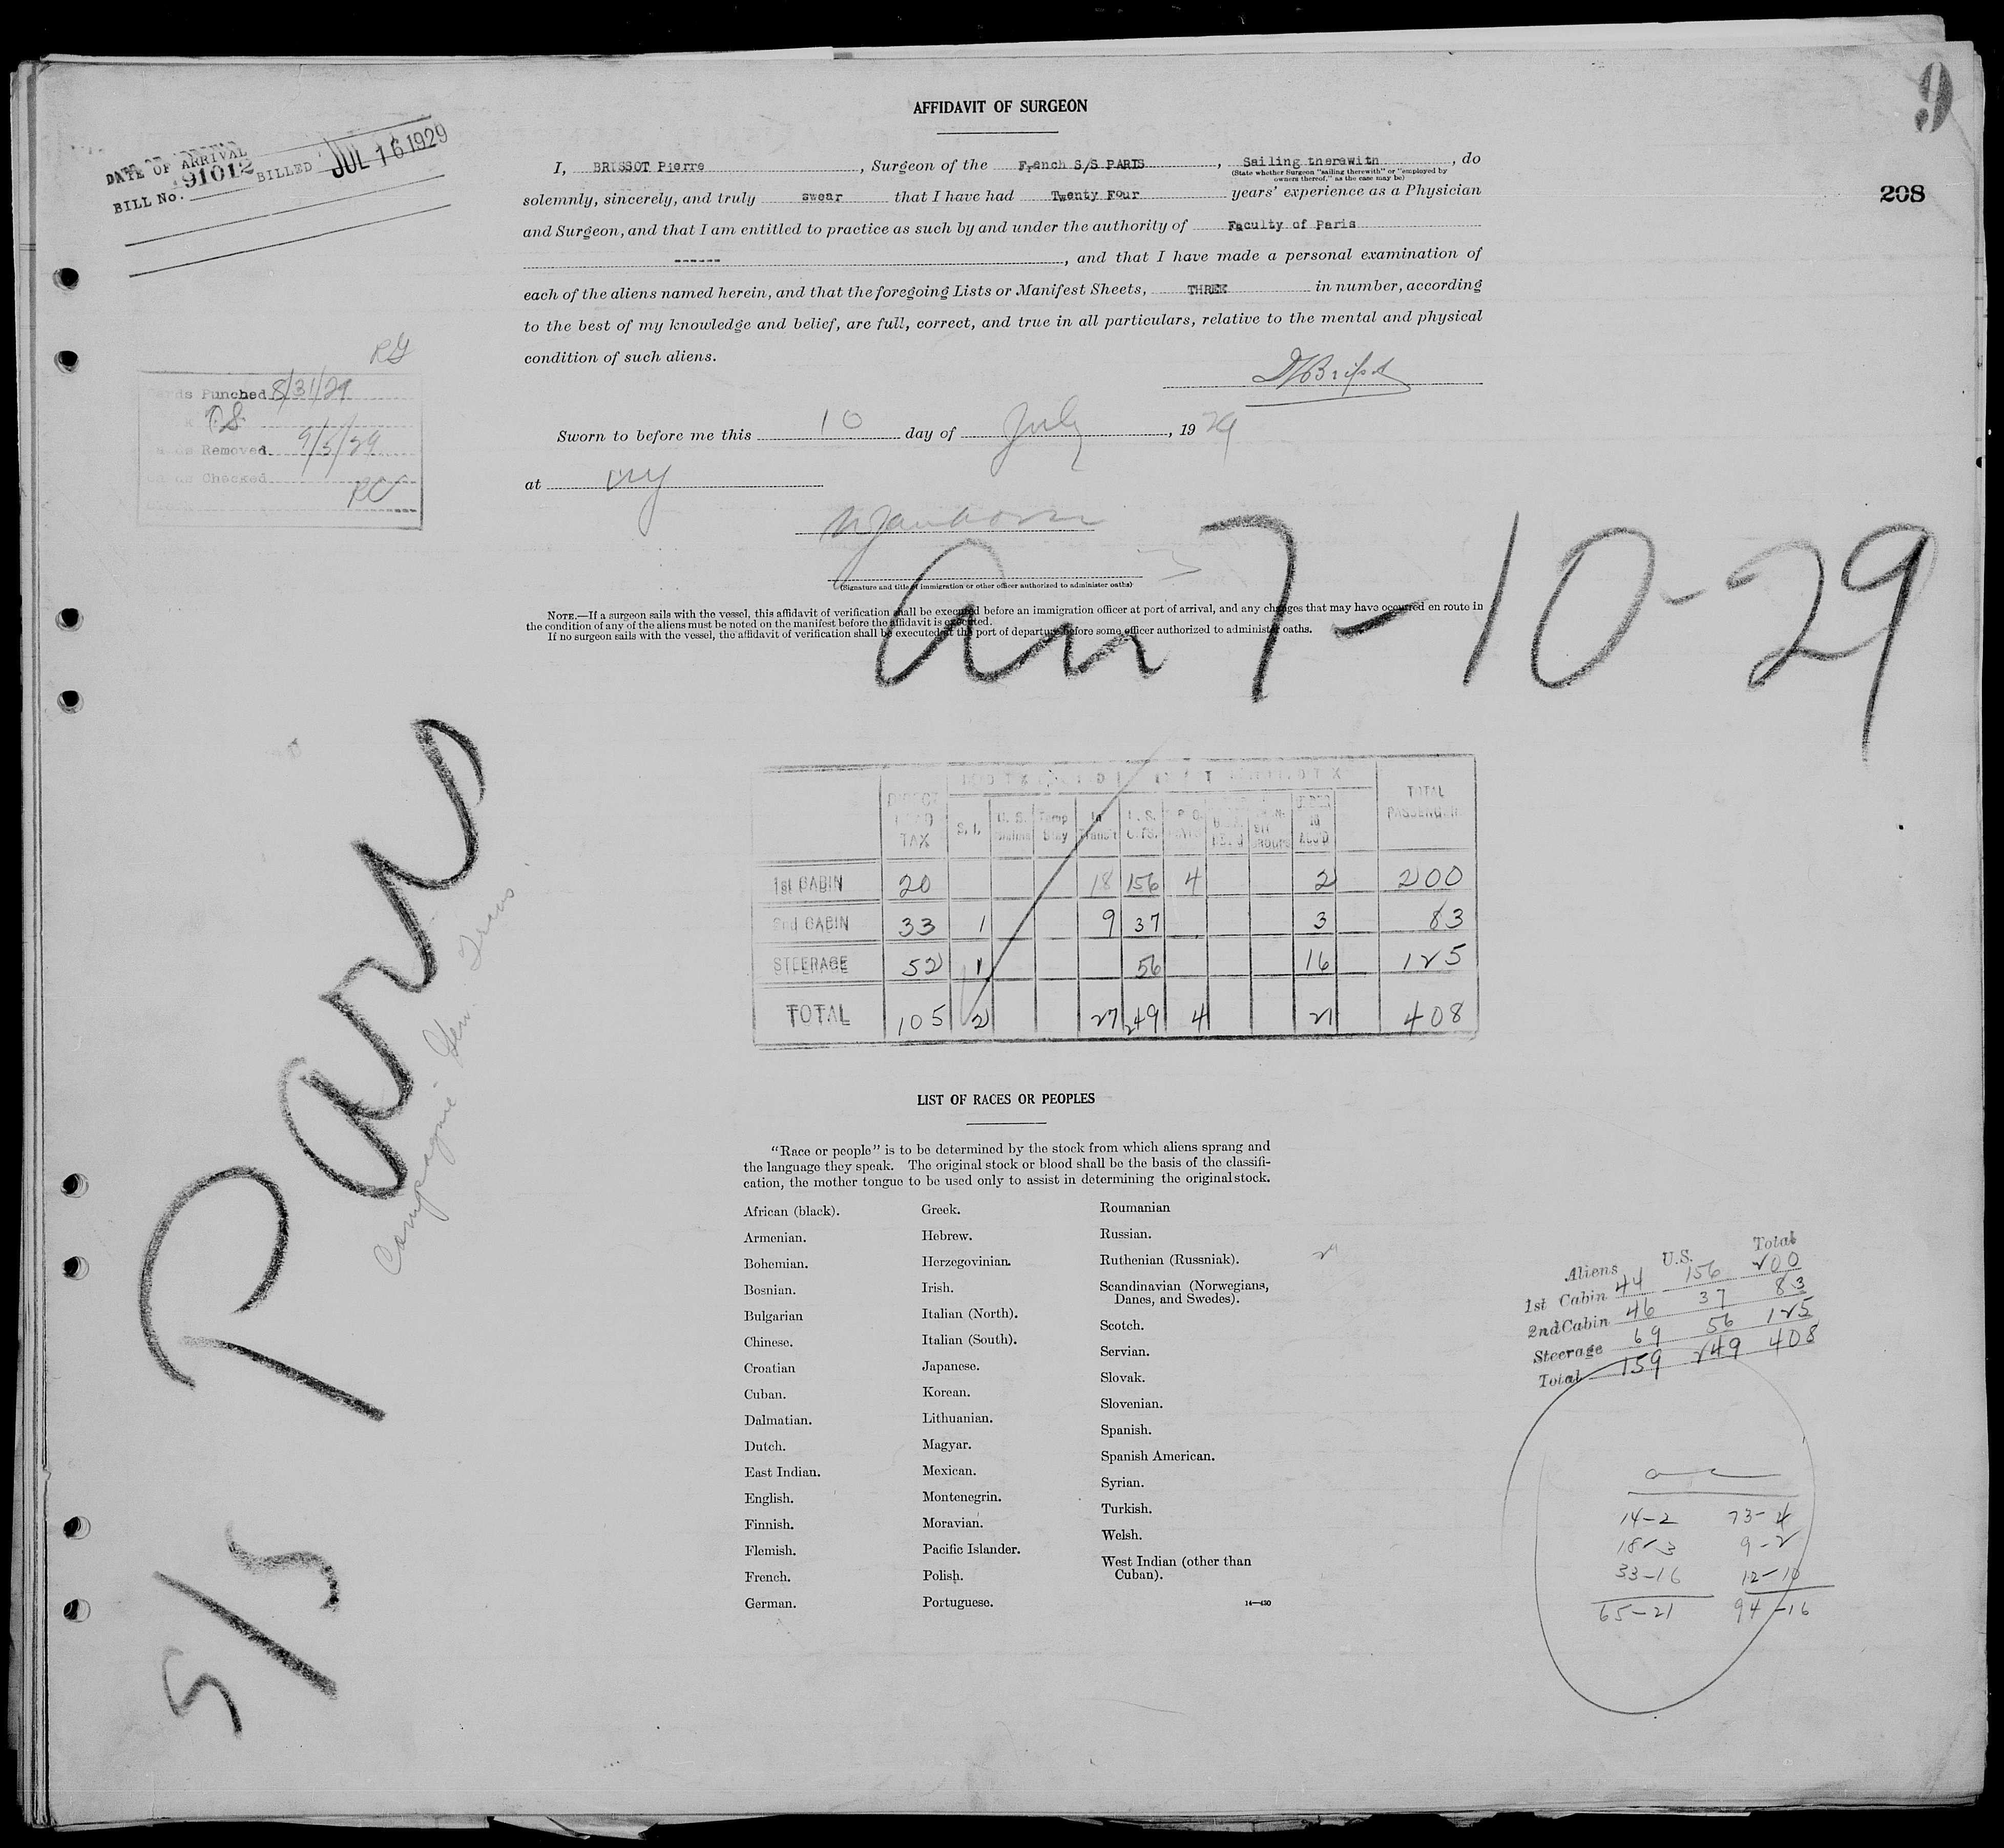 9
208
DATE OF ARRIVAL
BILL No. 91012 BILLED JUL 16 1929
AFFIDAVIT OF SURGEON
I, BRISSOT Pierre, Surgeon of the French S/S PARIS, Sailing therewith, do
(State whether Surgeon "sailing therewith" or "employed by
owners thereof," as the case may be)
solemnly, sincerely, and truly swear that I have had Twenty Four years' experience as a Physician
and Surgeon, and that I am entitled to practice as such by and under the authority of Faculty of Paris
------, and that I have made a personal examination of
each of the aliens named herein, and that the foregoing Lists or Manifest Sheets, THREE in number, according
to the best of my knowledge and belief, are full, correct, and true in all particulars, relative to the mental and physical
condition of such aliens.
Sworn to before me this 10 day of July, 1929
at NY
(Signature and title of immigration or other officer authorized to administer oaths)
NOTE.—If a surgeon sails with the vessel, this affidavit of verification shall be executed before an immigration officer at port of arrival, and any changes that may have occurred en route in
the condition of any of the aliens must be noted on the manifest before the affidavit is executed.
If no surgeon sails with the vessel, the affidavit of verification shall be executed at the port of departure before some officer authorized to administer oaths.
RG
Punched 8/31/29
Removed 9/5/29
Checked
7-10-29
Paris
Compagnie Gen Trans.
5/5
TAX S.I. U.S. Temp Stay In Transit U.S. TOTAL PASSENGER
1st CABIN 20 18 156 4 2 200
2nd CABIN 33 1 9 37 3 83
STEERAGE 52 1 56 16 125
TOTAL 105 2 27 249 4 21 408
LIST OF RACES OR PEOPLES
"Race or people" is to be determined by the stock from which aliens sprang and
the language they speak. The original stock or blood shall be the basis of the classifi-
cation, the mother tongue to be used only to assist in determining the original stock.
African (black).
Armenian.
Bohemian.
Bosnian.
Bulgarian
Chinese.
Croatian
Cuban.
Dalmatian.
Dutch.
East Indian.
English.
Finnish.
Flemish.
French.
German.
Greek.
Hebrew.
Herzegovinian.
Irish.
Italian (North).
Italian (South).
Japanese.
Korean.
Lithuanian.
Magyar.
Mexican.
Montenegrin.
Moravian.
Pacific Islander.
Polish.
Portuguese.
Roumanian
Russian.
Ruthenian (Russniak).
Scandinavian (Norwegians,
Danes, and Swedes).
Scotch.
Servian.
Slovak.
Slovenian.
Spanish.
Spanish American.
Syrian.
Turkish.
Welsh.
West Indian (other than
Cuban).
14—430
Aliens U.S. Total
1st Cabin 44 156 200
2nd Cabin 46 37 83
Steerage 69 56 125
Total 159 249 408
14-2 73-4
18-3 9-2
33-16 12-10
65-21 94-16